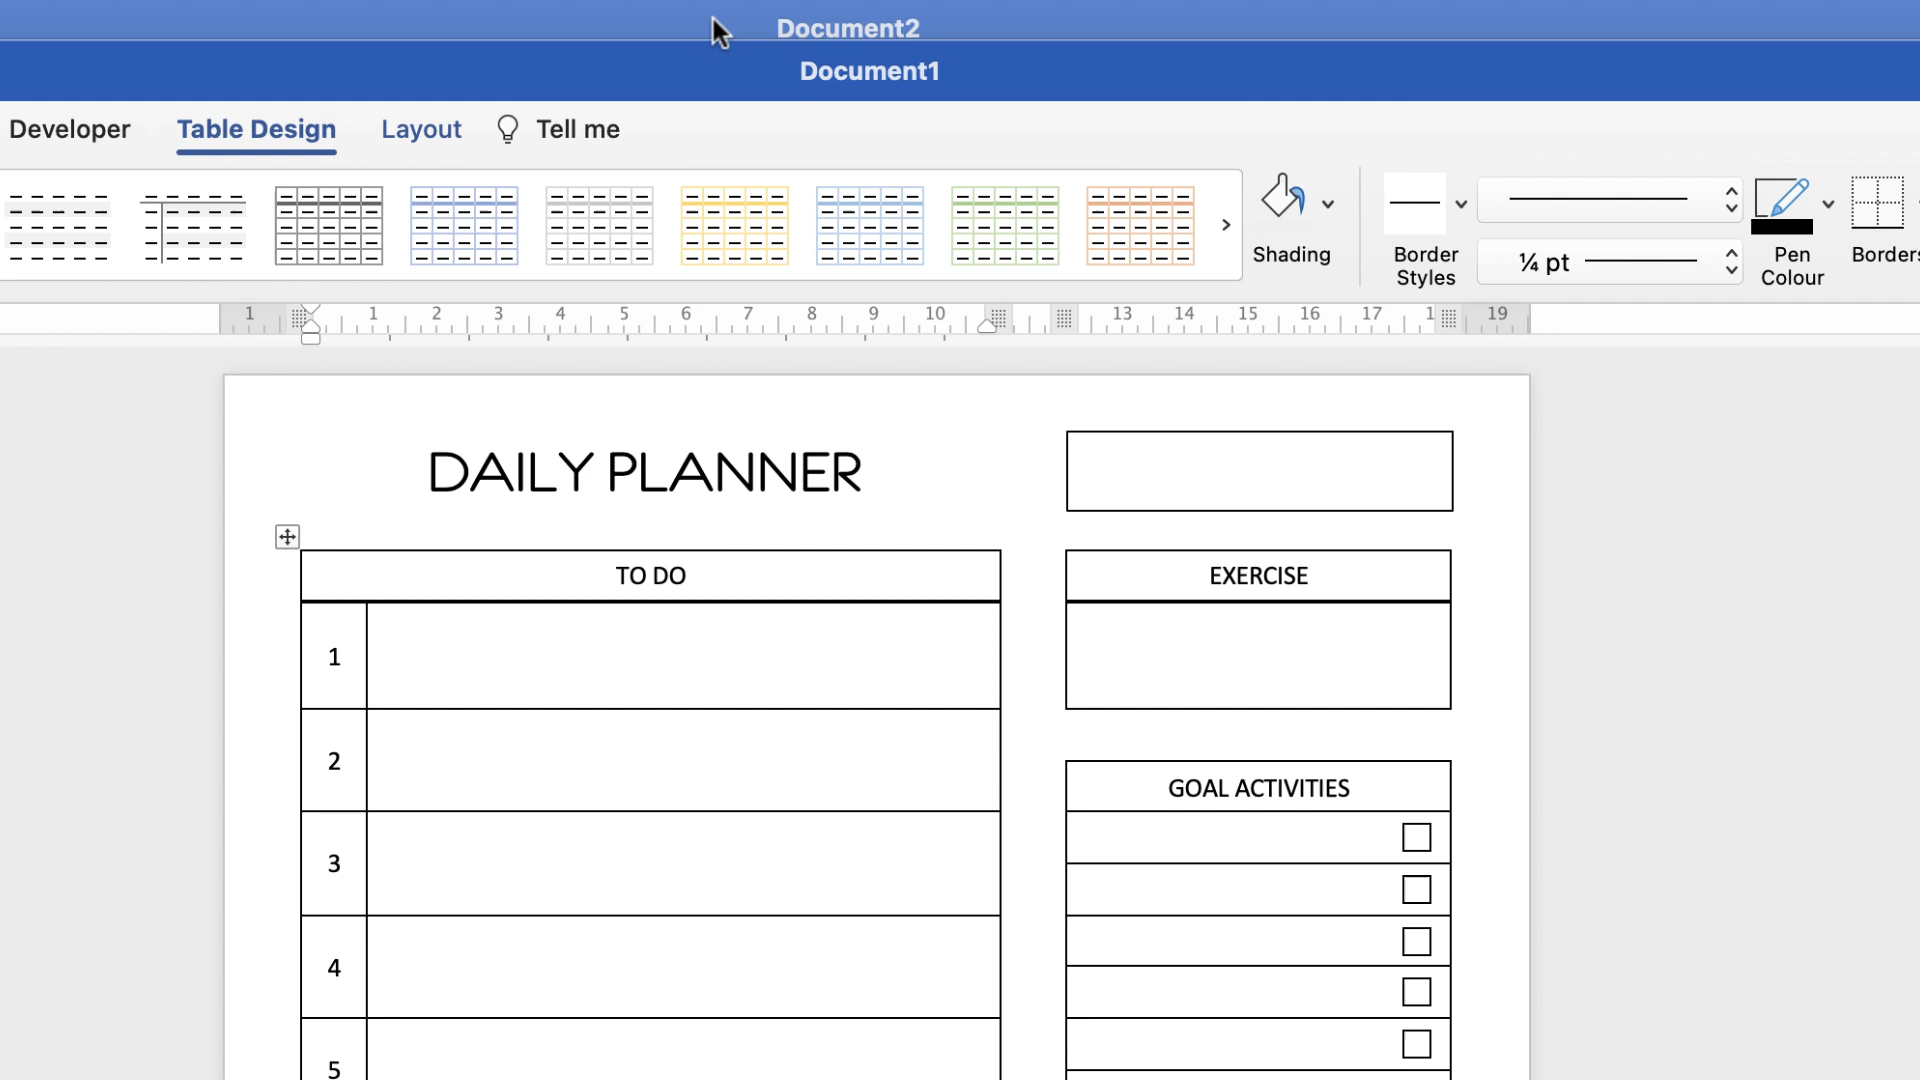 Document2
Document1
Developer Table Design Layout Tell me
Shading
Border Styles
¼ pt
Pen Colour
Borders
1 1 2 3 4 5 6 7 8 9 10 13 14 15 16 17 1 19
DAILY PLANNER
TO DO
EXERCISE
1
2
GOAL ACTIVITIES
3
4
5